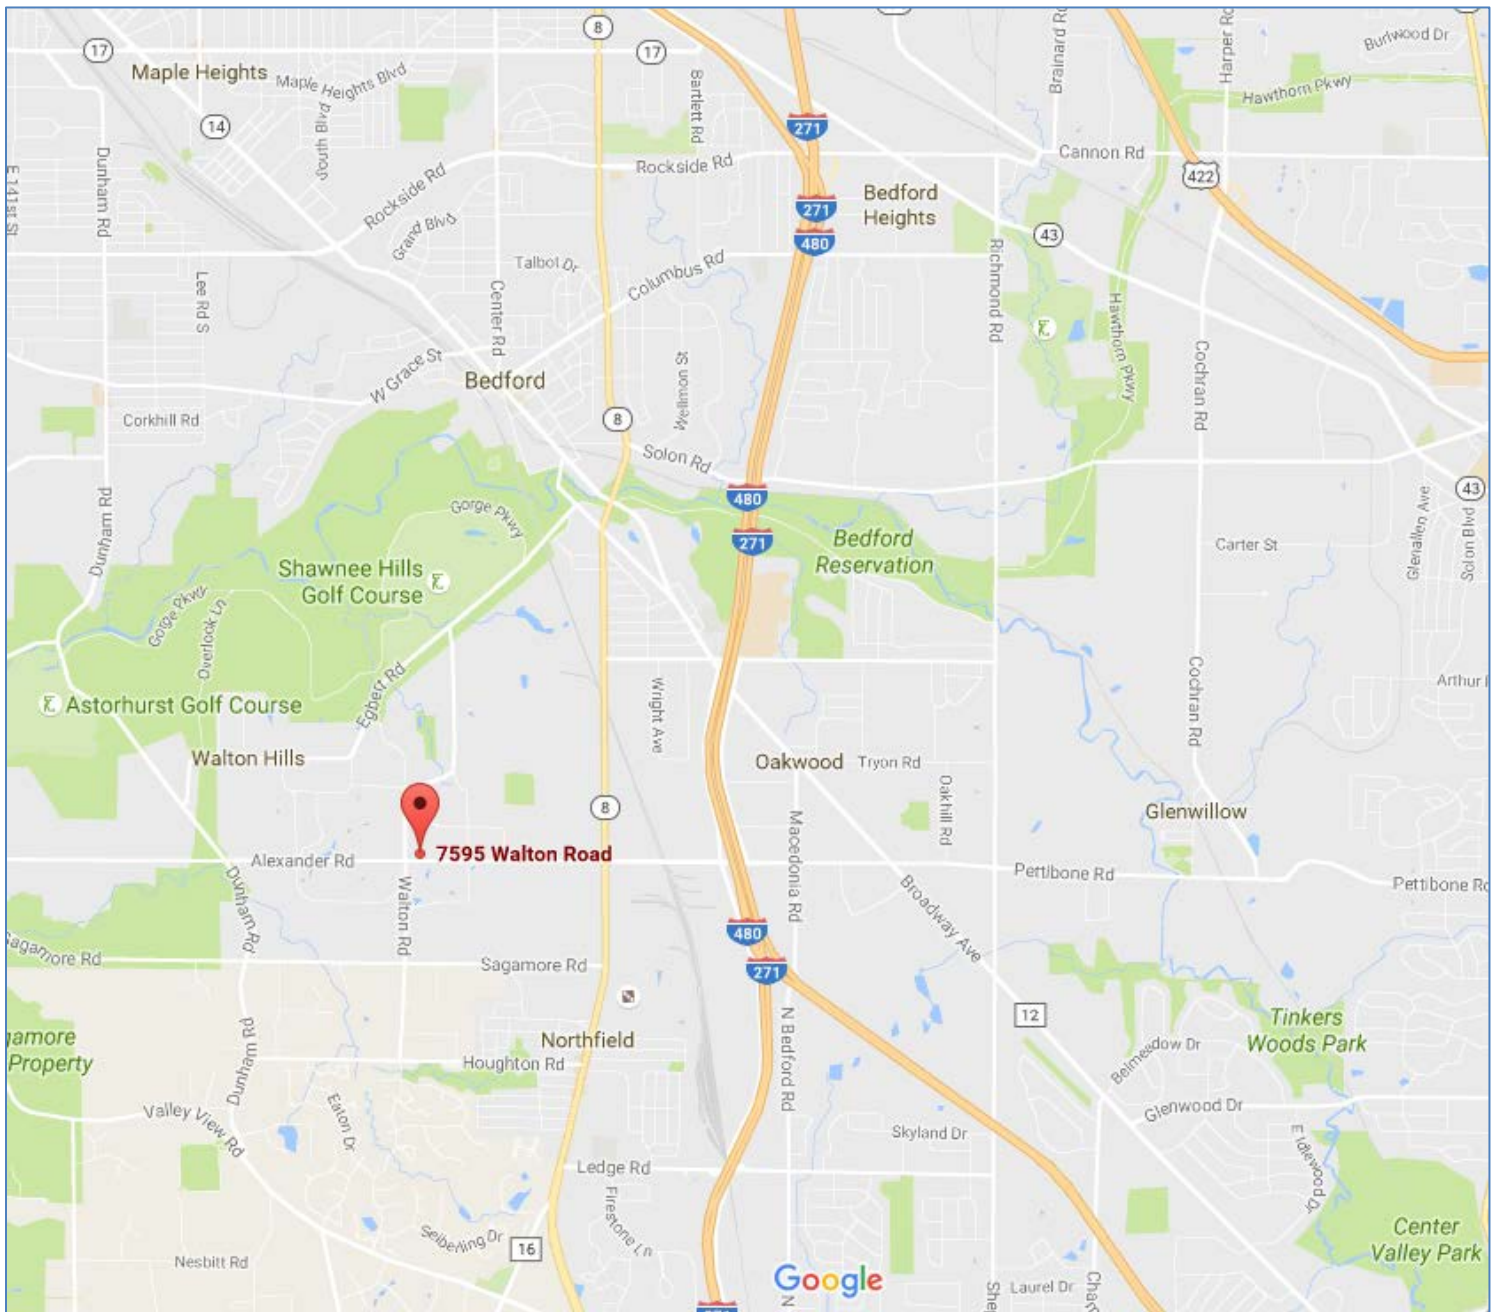 8
17
17
Maple Heights
Maple Heights Blvd
Bartlett Rd
Brainard R
Harper Rd
Burlwood Dr
Hawthorn Pkwy
14
South Blvd
271
E 141st St
Dunham Rd
Rockside Rd
Rockside Rd
Cannon Rd
422
Bedford
Heights
271
480
43
Grand Blvd
Talbot Dr
Columbus Rd
Richmond Rd
Lee Rd S
Center Rd
Hawthorn Pkwy
W Grace St
Bedford
Wellmon St
Cochran Rd
Corkhill Rd
8
Solon Rd
480
43
Dunham Rd
Gorge Pkwy
271
Bedford
Reservation
Carter St
Glenallen Ave
Solon Blvd
Shawnee Hills
Golf Course
Gorge Pkwy
Overlook Ln
Egbert Rd
Astorhurst Golf Course
Wright Ave
Cochran Rd
Arthur
Walton Hills
Oakwood
Tryon Rd
Oakhill Rd
8
Macedonia Rd
Glenwillow
7595 Walton Road
Alexander Rd
Pettibone Rd
Pettibone Rd
Dunham Rd
Walton Rd
Broadway Ave
480
271
Sagamore Rd
Sagamore Rd
12
Tinkers
Woods Park
Northfield
N Bedford Rd
gamore
Property
Dunham Rd
Houghton Rd
Belmeadow Dr
Valley View Rd
Eaton Dr
Glenwood Dr
E Idlewood Dr
Skyland Dr
Ledge Rd
Firestone Ln
Seiberling Dr
16
Nesbitt Rd
Center
Valley Park
Google
N
She
Laurel Dr
Cham